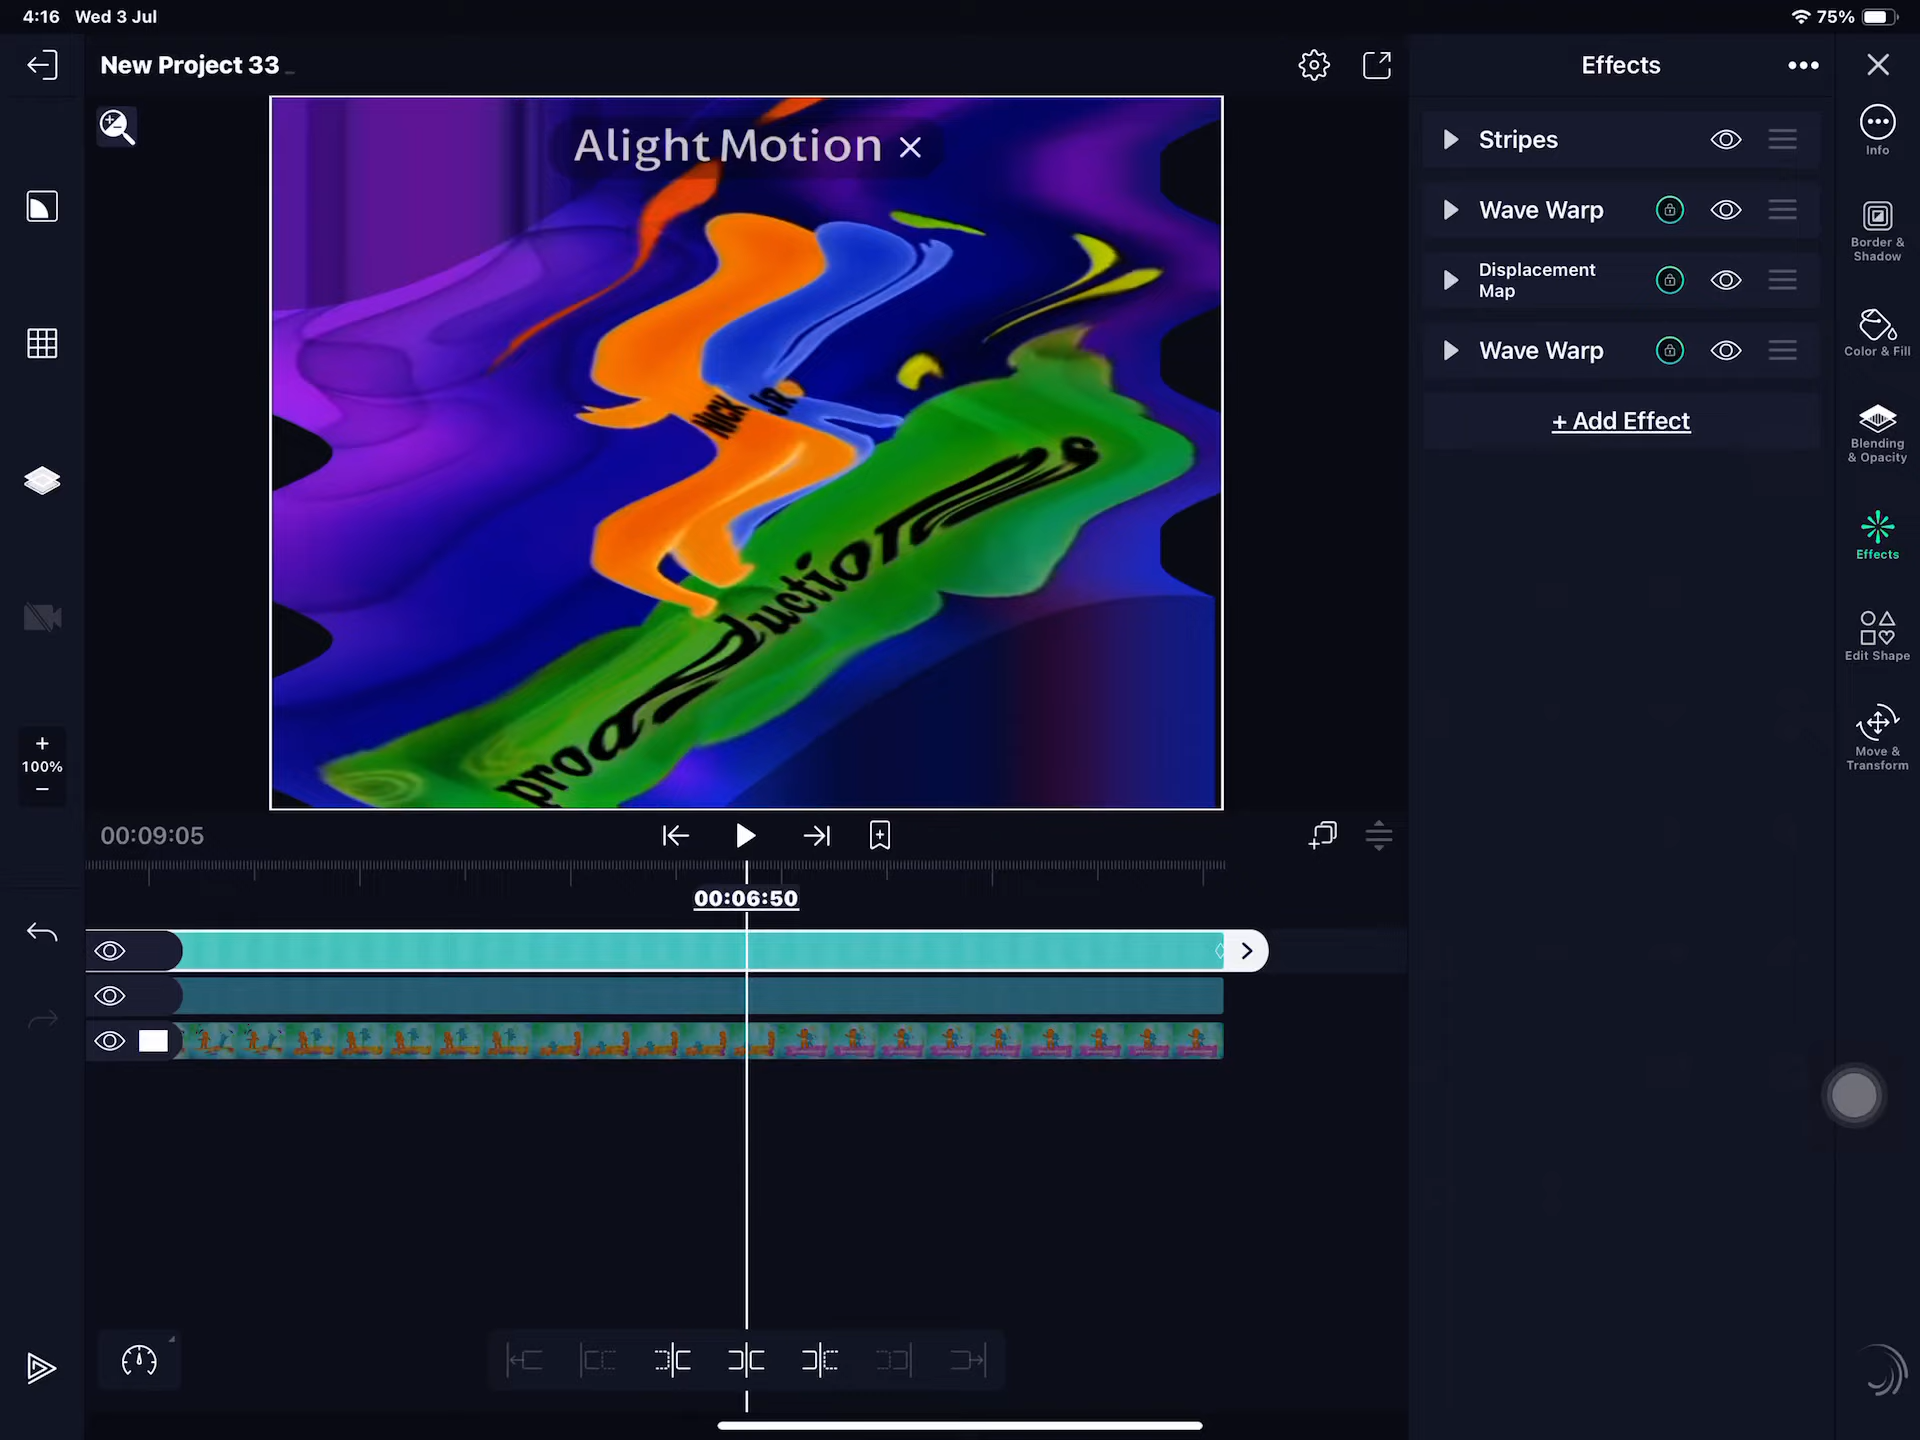 4:16 Wed 3 Jul
75%
New Project 33
Effects
Alight Motion
Stripes
Wave Warp
Displacement
Map
Wave Warp
+ Add Effect
NICK JR
productions
Info
Border &
Shadow
Color & Fill
Blending
& Opacity
Effects
Edit Shape
Move &
Transform
100%
00:09:05
00:06:50